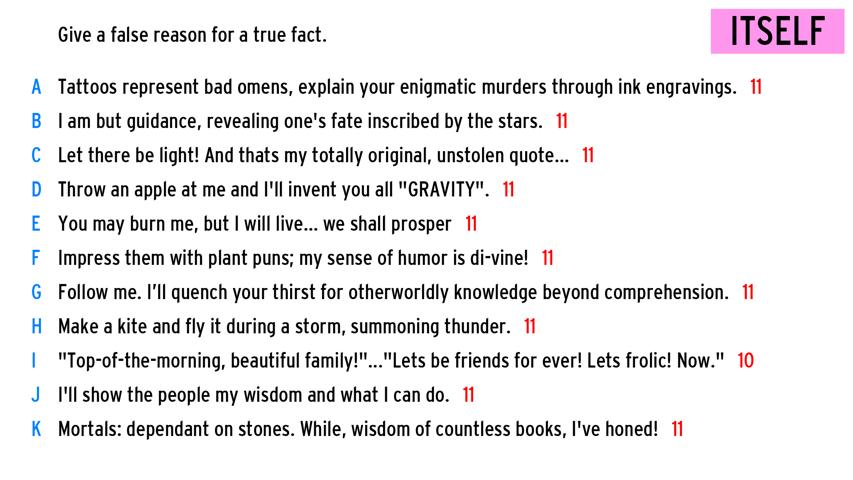 Give a false reason for a true fact.
ITSELF
A Tattoos represent bad omens, explain your enigmatic murders through ink engravings. 11
B I am but guidance, revealing one's fate inscribed by the stars. 11
C Let there be light! And thats my totally original, unstolen quote... 11
D Throw an apple at me and I'll invent you all "GRAVITY". 11
E You may burn me, but I will live... we shall prosper 11
F Impress them with plant puns; my sense of humor is di-vine! 11
G Follow me. I'll quench your thirst for otherworldly knowledge beyond comprehension. 11
H Make a kite and fly it during a storm, summoning thunder. 11
I "Top-of-the-morning, beautiful family!"..."Lets be friends for ever! Lets frolic! Now." 10
J I'll show the people my wisdom and what I can do. 11
K Mortals: dependant on stones. While, wisdom of countless books, I've honed! 11